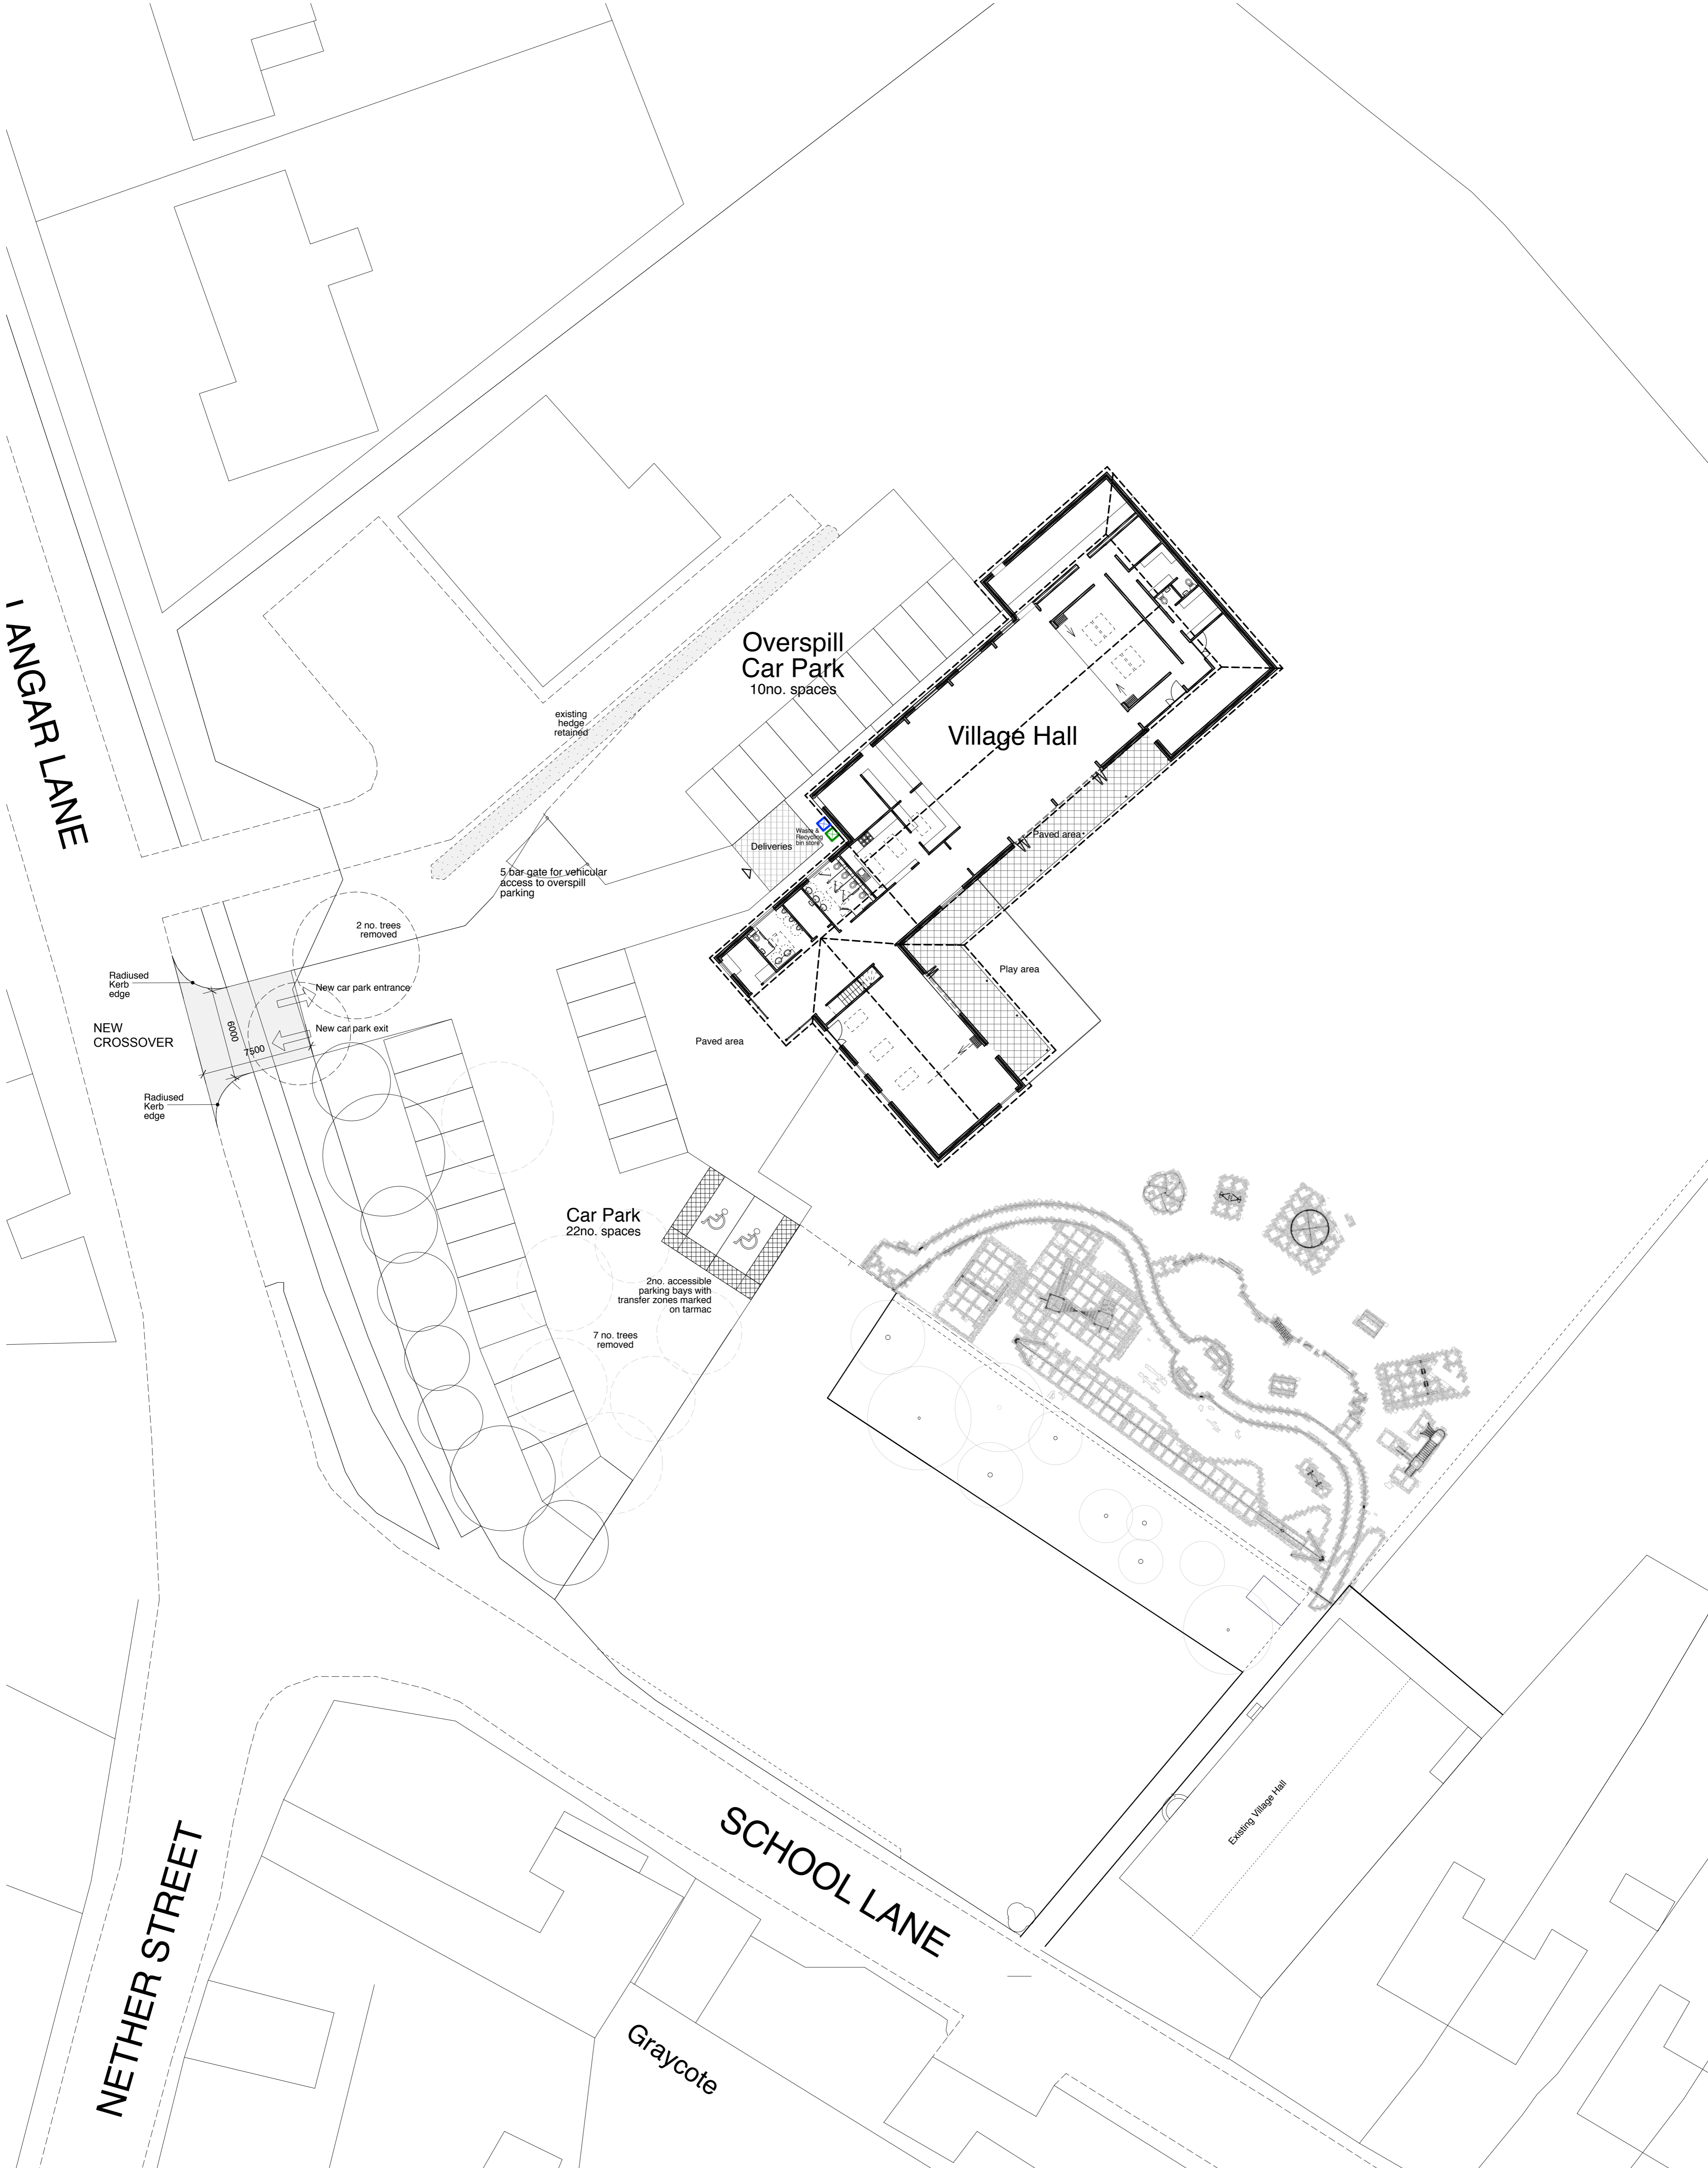 Overspill
Car Park
10no. spaces
existing
hedge
retained
Village Hall
LANGAR LANE
Waste &
Recycling
bin store
Deliveries
Paved area
5 bar gate for vehicular
access to overspill
parking
2 no. trees
removed
Play area
Radiused
Kerb
edge
New car park entrance
NEW
CROSSOVER
6000
New car park exit
7500
Paved area
Radiused
Kerb
edge
Car Park
22no. spaces
2no. accessible
parking bays with
transfer zones marked
on tarmac
7 no. trees
removed
Existing Village Hall
SCHOOL LANE
NETHER STREET
Graycote